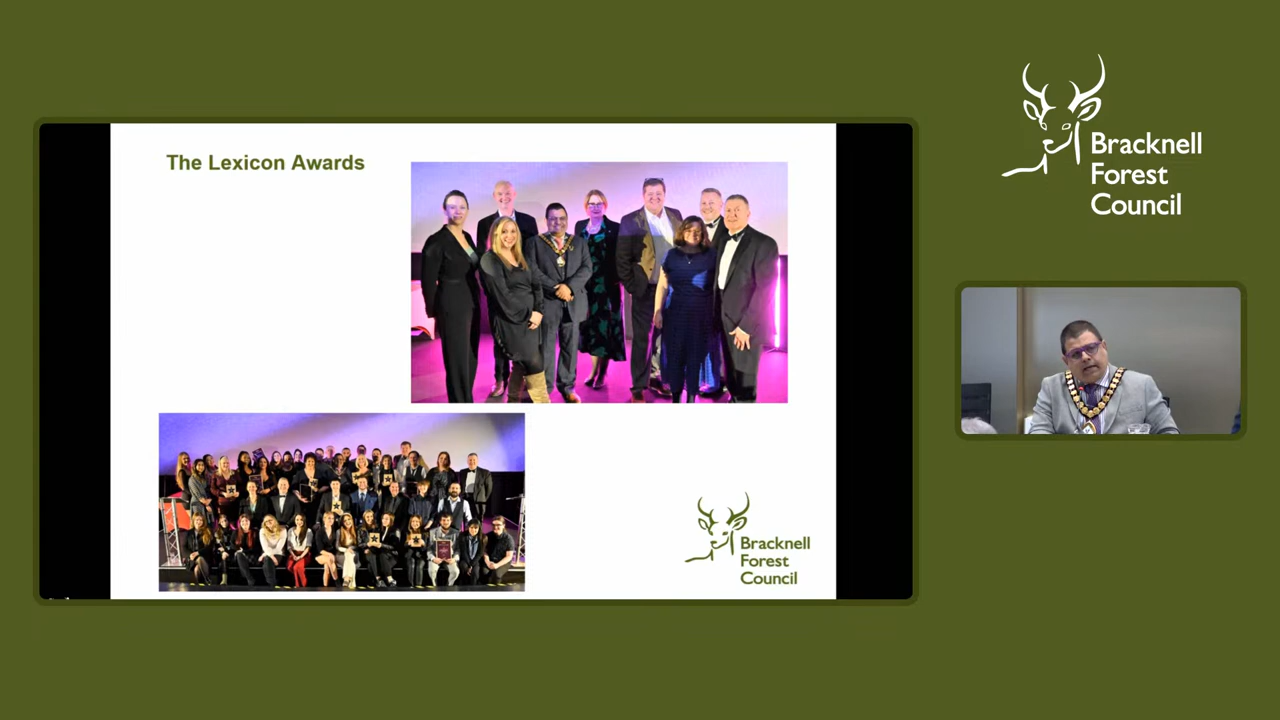 The Lexicon Awards
Bracknell
Forest
Council
Bracknell
Forest
Council